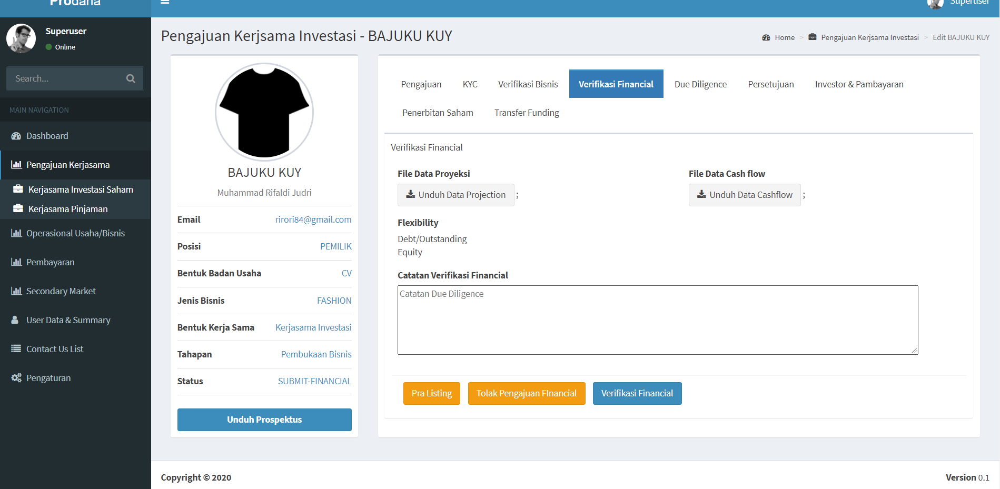 Prodana
Superuser
Superuser
Online
Search...
MAIN NAVIGATION
Dashboard
Pengajuan Kerjasama
Kerjasama Investasi Saham
Kerjasama Pinjaman
Operasional Usaha/Bisnis
Pembayaran
Secondary Market
User Data & Summary
Contact Us List
Pengaturan
Pengajuan Kerjsama Investasi - BAJUKU KUY
Home > Pengajuan Kerjsama Investasi > Edit BAJUKU KUY
BAJUKU KUY
Muhammad Rifaldi Judri
Email rirori84@gmail.com
Posisi PEMILIK
Bentuk Badan Usaha CV
Jenis Bisnis FASHION
Bentuk Kerja Sama Kerjasama Investasi
Tahapan Pembukaan Bisnis
Status SUBMIT-FINANCIAL
Unduh Prospektus
Pengajuan KYC Verifikasi Bisnis Verifikasi Financial Due Diligence Persetujuan Investor & Pambayaran
Penerbitan Saham Transfer Funding
Verifikasi Financial
File Data Proyeksi File Data Cash flow
Unduh Data Projection ; Unduh Data Cashflow ;
Flexibility
Debt/Outstanding
Equity
Catatan Verifikasi Financial
Catatan Due Diligence
Pra Listing Tolak Pengajuan FInancial Verifikasi Financial
Copyright © 2020 Version 0.1